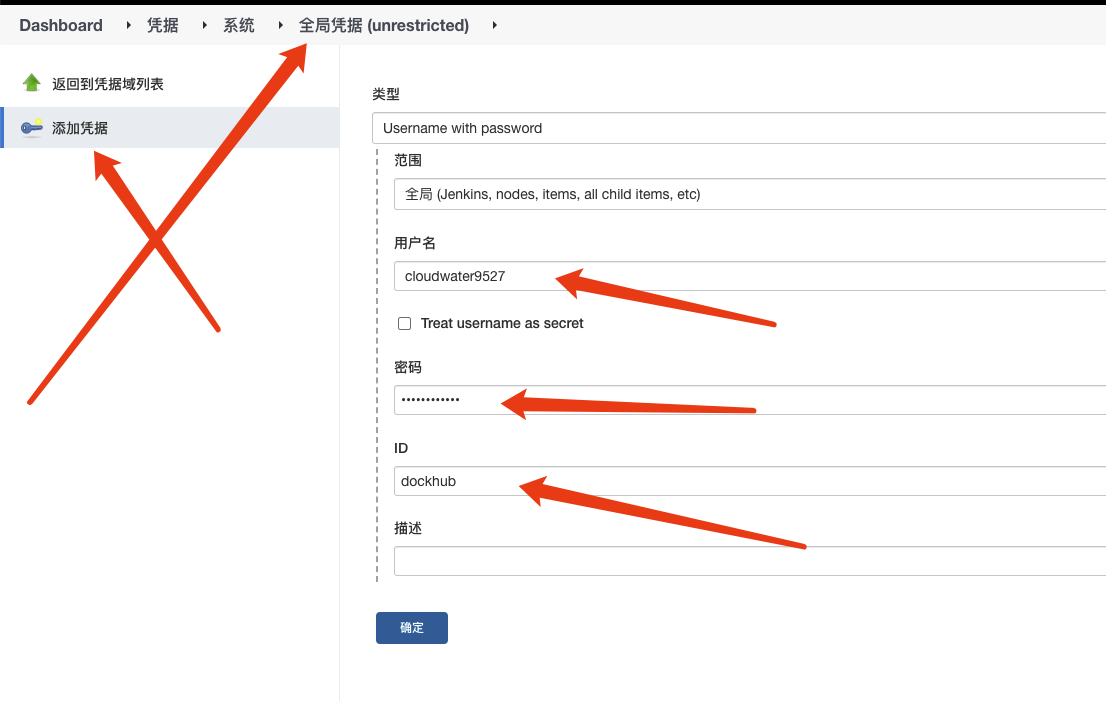 Dashboard 凭据 系统 全局凭据 (unrestricted)
返回到凭据域列表
添加凭据
类型
Username with password
范围
全局 (Jenkins, nodes, items, all child items, etc)
用户名
cloudwater9527
Treat username as secret
密码
••••••••••••
ID
dockhub
描述
确定